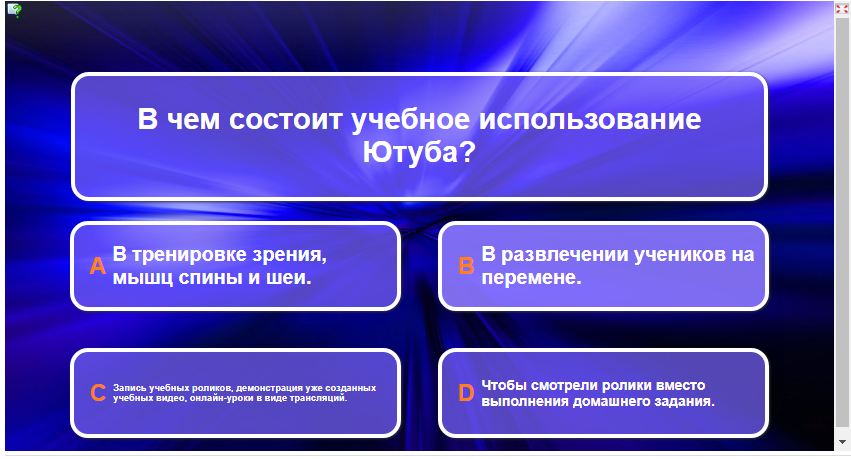 В чем состоит учебное использование
Ютуба?
A В тренировке зрения,
мышц спины и шеи.
B В развлечении учеников на
перемене.
C Запись учебных роликов, демонстрация уже созданных
учебных видео, онлайн-уроки в виде трансляций.
D Чтобы смотрели ролики вместо
выполнения домашнего задания.